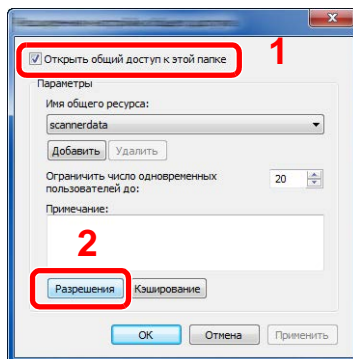 1
Открыть общий доступ к этой папке
Параметры
Имя общего ресурса:
scannerdata
Добавить Удалить
Ограничить число одновременных
пользователей до:
20
Примечание:
2
Разрешения Кэширование
OK Отмена Применить